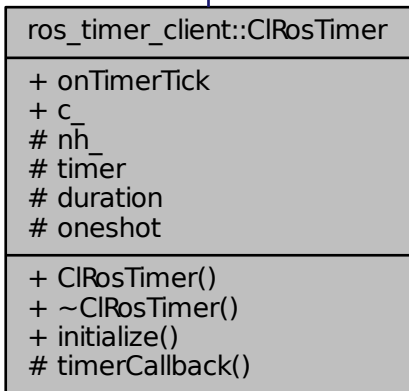 ros_timer_client::ClRosTimer
+ onTimerTick
+ c_
# nh_
# timer
# duration
# oneshot
+ ClRosTimer()
+ ~ClRosTimer()
+ initialize()
# timerCallback()